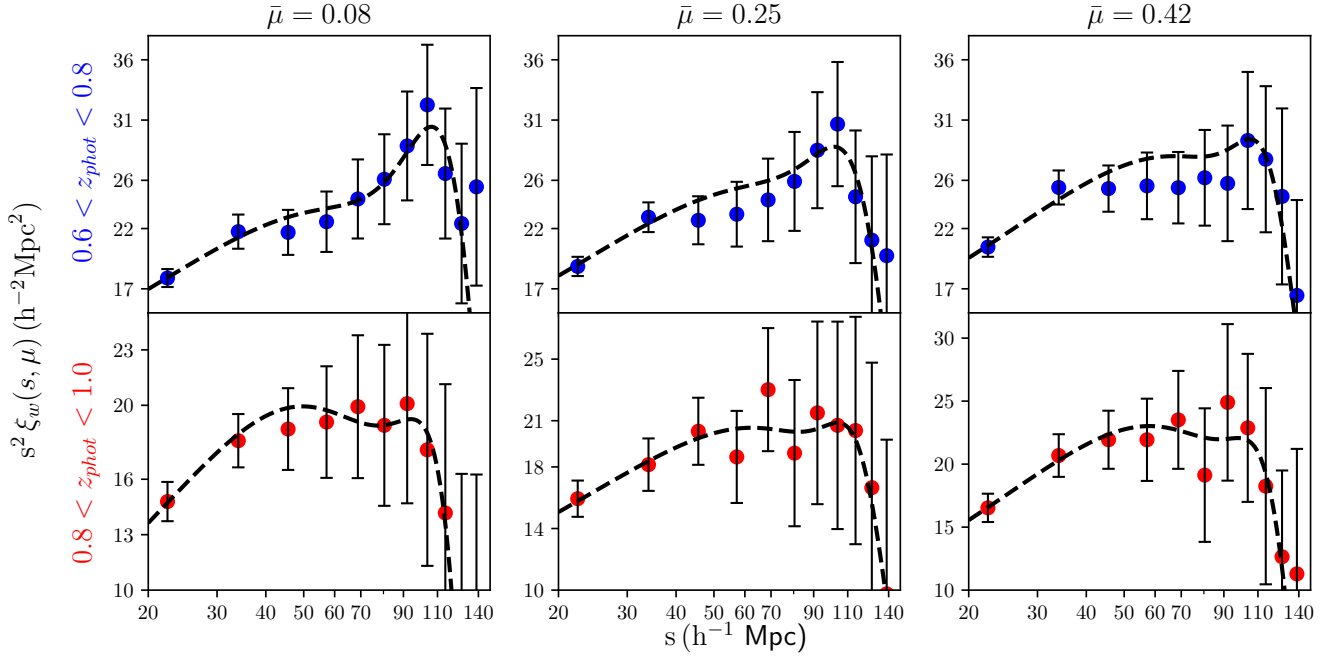 μ̄ = 0.08 μ̄ = 0.25 μ̄ = 0.42
s² ξ_w(s, μ) (h⁻²Mpc²)
0.6 < z_phot < 0.8
36 31 26 22 17
36 31 26 22 17
36 31 26 22 17
0.8 < z_phot < 1.0
23 20 16 13 10
25 21 18 14 10
30 25 20 15 10
20 30 40 50 60 70 90 110 140
20 30 40 50 60 70 90 110 140
20 30 40 50 70 90 110 140
s (h⁻¹ Mpc)